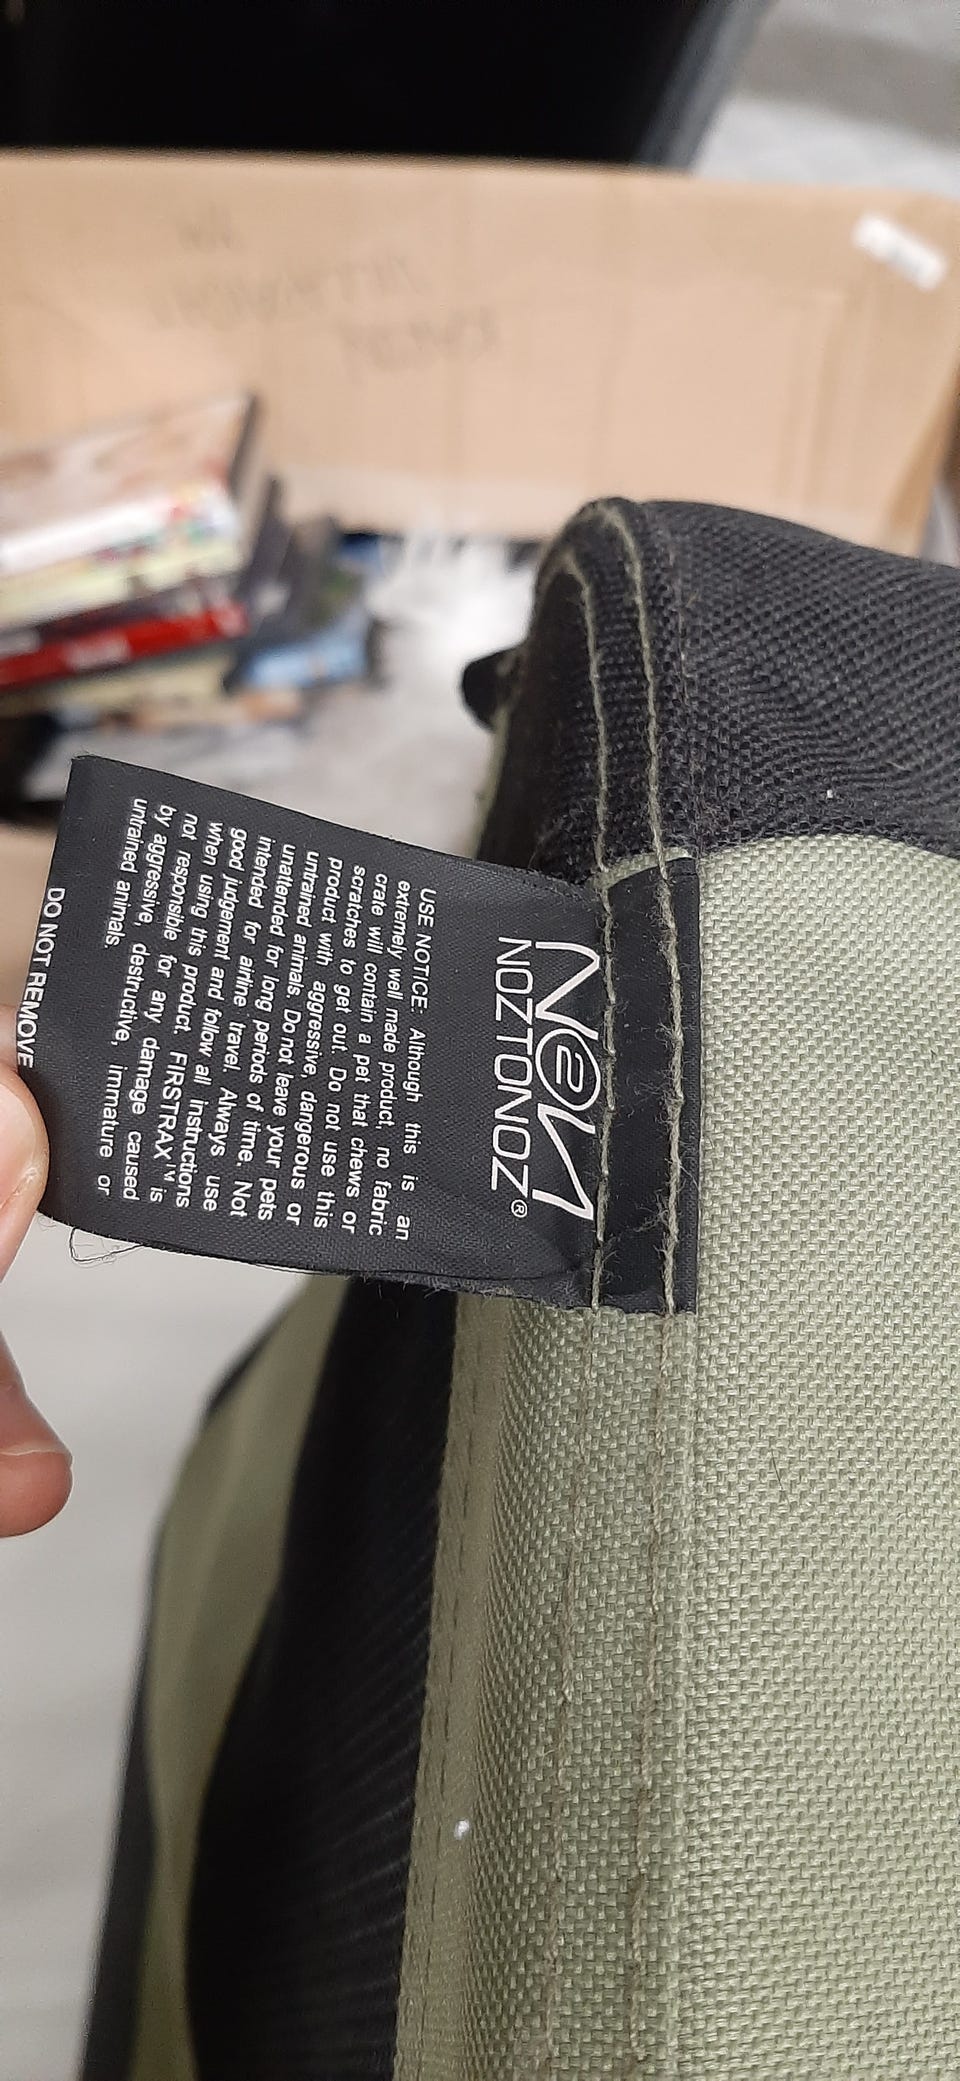 N2N
NOZTONOZ®
USE NOTICE: Although this is an
extremely well made product, no fabric
crate will contain a pet that chews or
scratches to get out. Do not use this
product with aggressive, dangerous or
untrained animals. Do not leave your pets
unattended for long periods of time. Not
intended for airline travel. Always use
good judgement and follow all instructions
when using this product. FIRSTRAX™ is
not responsible for any damage caused
by aggressive, destructive, immature or
untrained animals.
DO NOT REMOVE